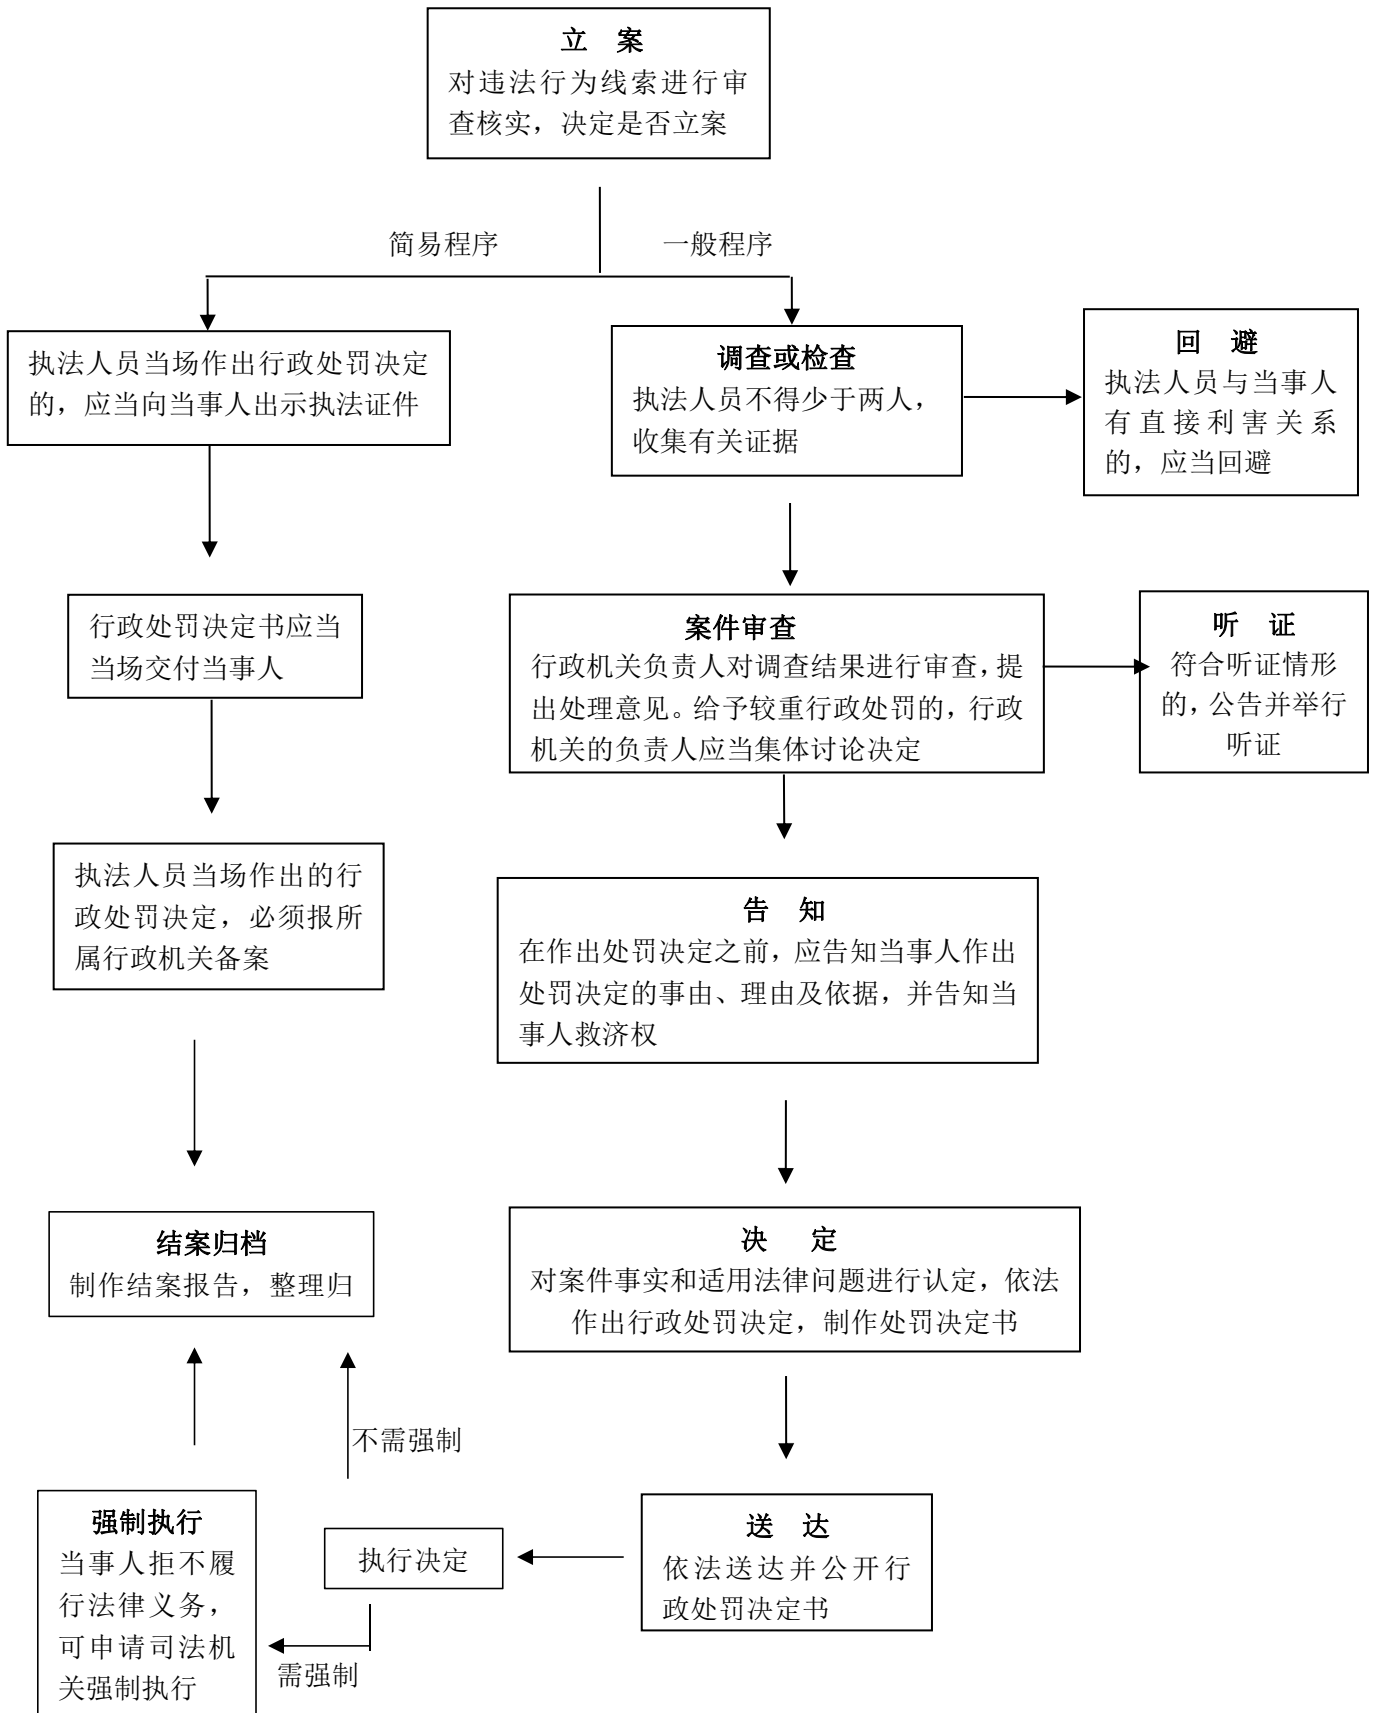 立 案
对违法行为线索进行审
查核实，决定是否立案
简易程序
一般程序
执法人员当场作出行政处罚决定
的，应当向当事人出示执法证件
调查或检查
执法人员不得少于两人，
收集有关证据
回 避
执法人员与当事人
有直接利害关系
的，应当回避
行政处罚决定书应当
当场交付当事人
案件审查
行政机关负责人对调查结果进行审查，提
出处理意见。给予较重行政处罚的，行政
机关的负责人应当集体讨论决定
听 证
符合听证情形
的，公告并举行
听证
执法人员当场作出的行
政处罚决定，必须报所
属行政机关备案
告 知
在作出处罚决定之前，应告知当事人作出
处罚决定的事由、理由及依据，并告知当
事人救济权
结案归档
制作结案报告，整理归
决 定
对案件事实和适用法律问题进行认定，依法
作出行政处罚决定，制作处罚决定书
不需强制
强制执行
当事人拒不履
行法律义务，
可申请司法机
关强制执行
执行决定
需强制
送 达
依法送达并公开行
政处罚决定书